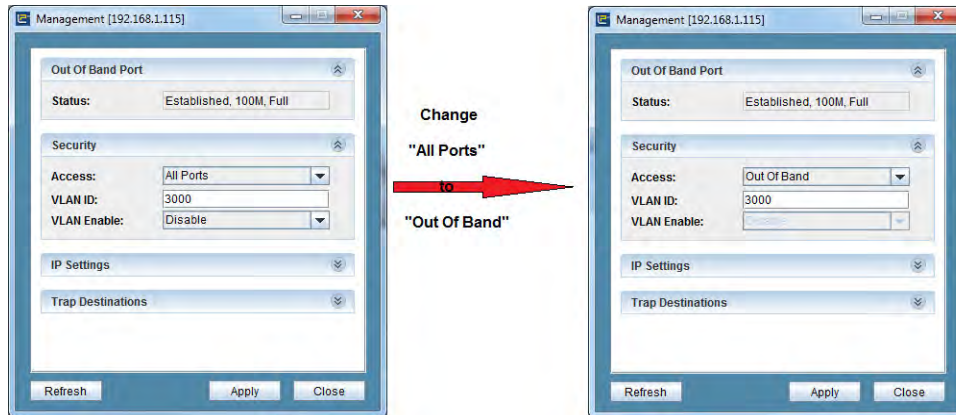 Management [192.168.1.115]
Out Of Band Port
Status: Established, 100M, Full
Security
Access: All Ports
VLAN ID: 3000
VLAN Enable: Disable
IP Settings
Trap Destinations
Refresh Apply Close
Change
"All Ports"
to
"Out Of Band"
Management [192.168.1.115]
Out Of Band Port
Status: Established, 100M, Full
Security
Access: Out Of Band
VLAN ID: 3000
VLAN Enable:
IP Settings
Trap Destinations
Refresh Apply Close